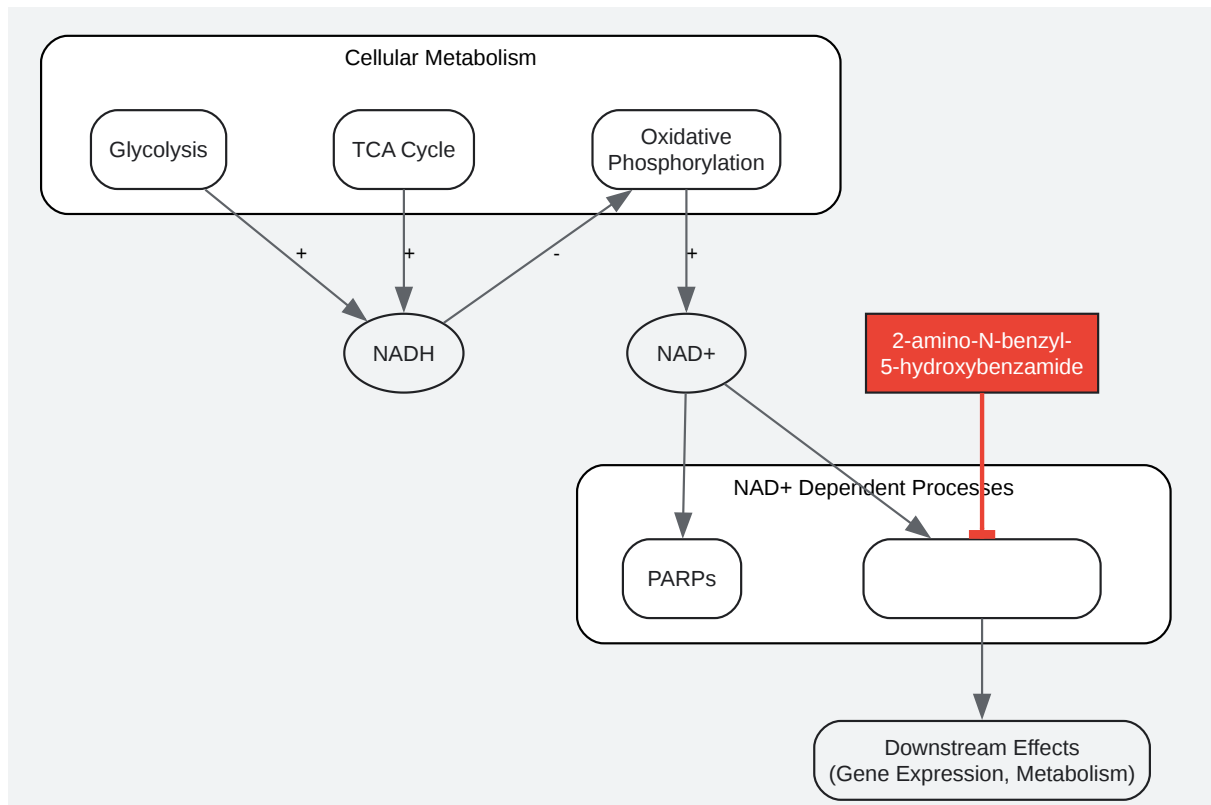 Cellular Metabolism
Glycolysis
TCA Cycle
Oxidative
Phosphorylation
+
+
-
+
NADH
NAD+
2-amino-N-benzyl-
5-hydroxybenzamide
NAD+ Dependent Processes
PARPs
Downstream Effects
(Gene Expression, Metabolism)